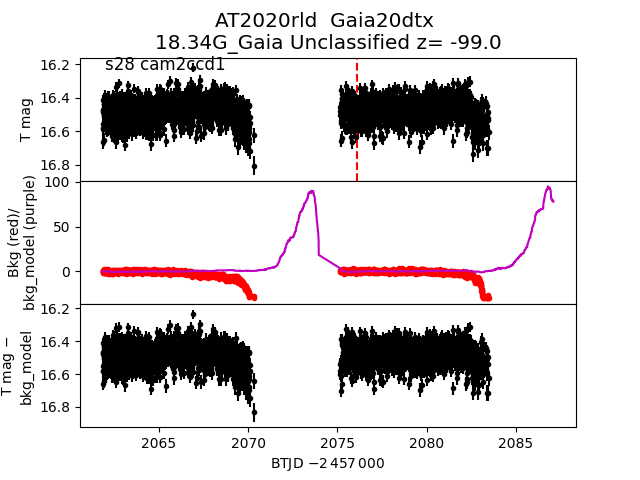 AT2020rld  Gaia20dtx
18.34G_Gaia Unclassified z= -99.0
s28 cam2ccd1
16.2
16.4
16.6
16.8
T mag
100
50
0
Bkg (red)/
bkg_model (purple)
16.2
16.4
16.6
16.8
T mag −
bkg_model
2065 2070 2075 2080 2085
BTJD −2 457 000